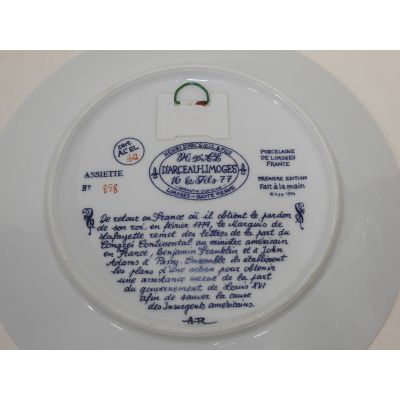 HENRI D'ARCEAU & FILS
H. D'A. & L.
D'ARCEAU-LIMOGES
16 & Fils 77
LIMOGES - HAUTE VIENNE
Cert
AL'EL
ASSIETTE
N° 858
PORCELAINE
DE LIMOGES
FRANCE
PREMIÈRE EDITION
Fait à la main
De retour en France où il obtient le pardon
de son roi, en février 1779, le Marquis de
Lafayette remet des lettres de la part du
Congrès Continental au ministre américain
en France, Benjamin Franklin et à John
Adams à Passy. Ensemble ils établissent
les plans d'une action pour obtenir
une assistance accrue de la part
du gouvernement de Louis XVI
afin de sauver la cause
des Insurgents américains.
A.R.